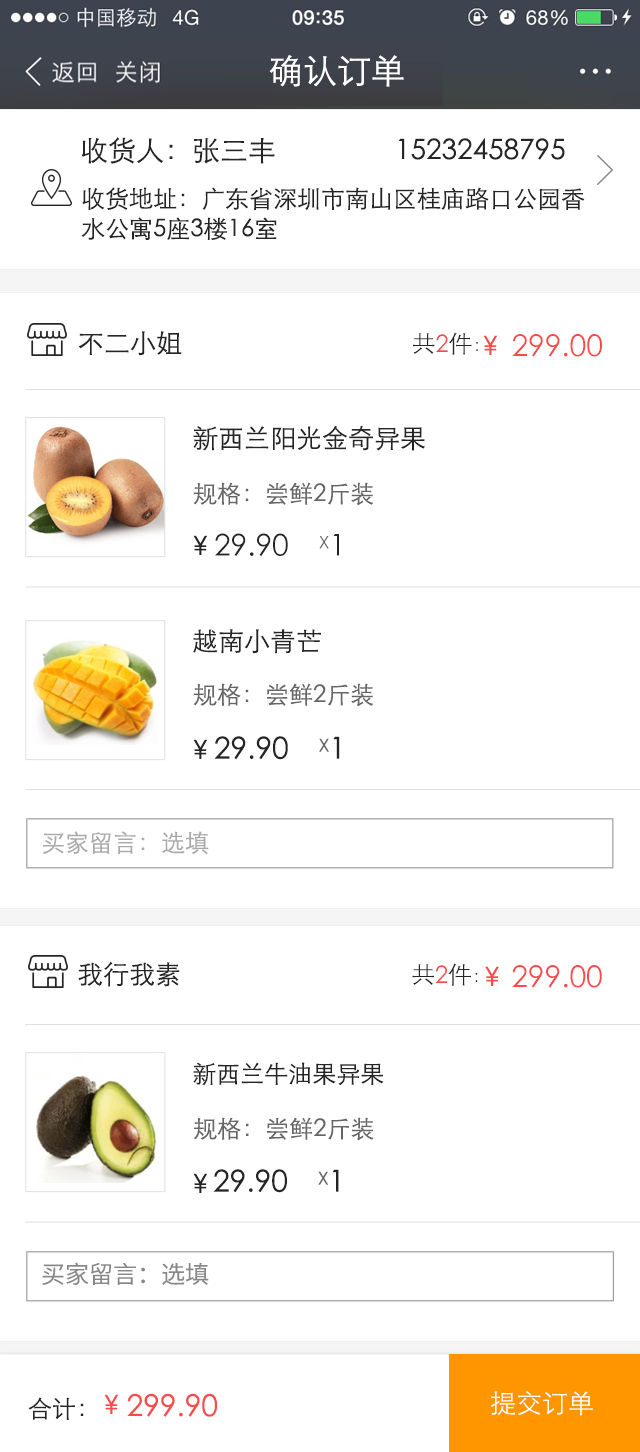 中国移动 4G 09:35 68%
返回 关闭 确认订单
收货人：张三丰 15232458795
收货地址：广东省深圳市南山区桂庙路口公园香
水公寓5座3楼16室
不二小姐 共2件:¥ 299.00
新西兰阳光金奇异果
规格：尝鲜2斤装
¥ 29.90 x1
越南小青芒
规格：尝鲜2斤装
¥ 29.90 x1
买家留言：选填
我行我素 共2件:¥ 299.00
新西兰牛油果异果
规格：尝鲜2斤装
¥ 29.90 x1
买家留言：选填
合计：¥ 299.90 提交订单